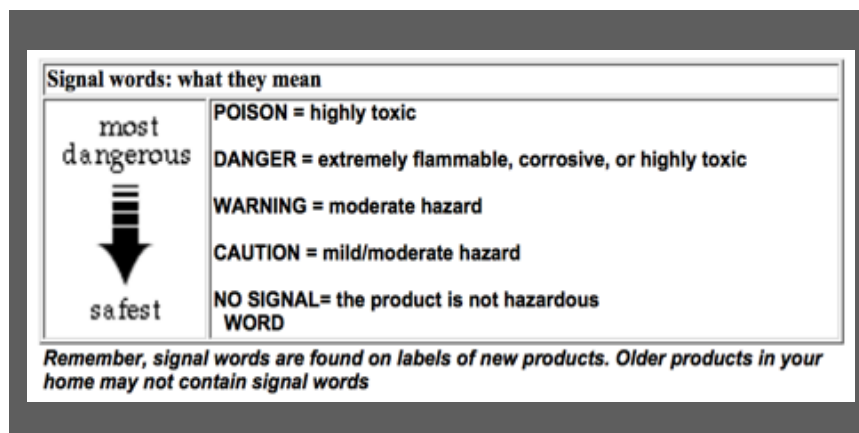 Signal words: what they mean
most
dangerous
safest
POISON = highly toxic
DANGER = extremely flammable, corrosive, or highly toxic
WARNING = moderate hazard
CAUTION = mild/moderate hazard
NO SIGNAL= the product is not hazardous
WORD
Remember, signal words are found on labels of new products. Older products in your
home may not contain signal words